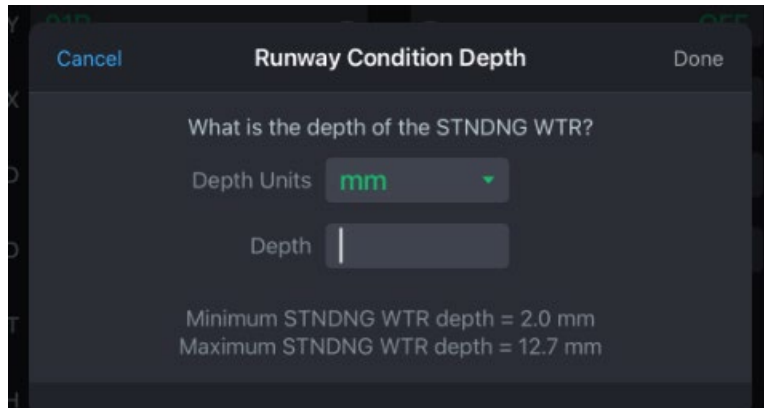 Cancel Runway Condition Depth Done
What is the depth of the STNDNG WTR?
Depth Units mm
Depth
Minimum STNDNG WTR depth = 2.0 mm
Maximum STNDNG WTR depth = 12.7 mm